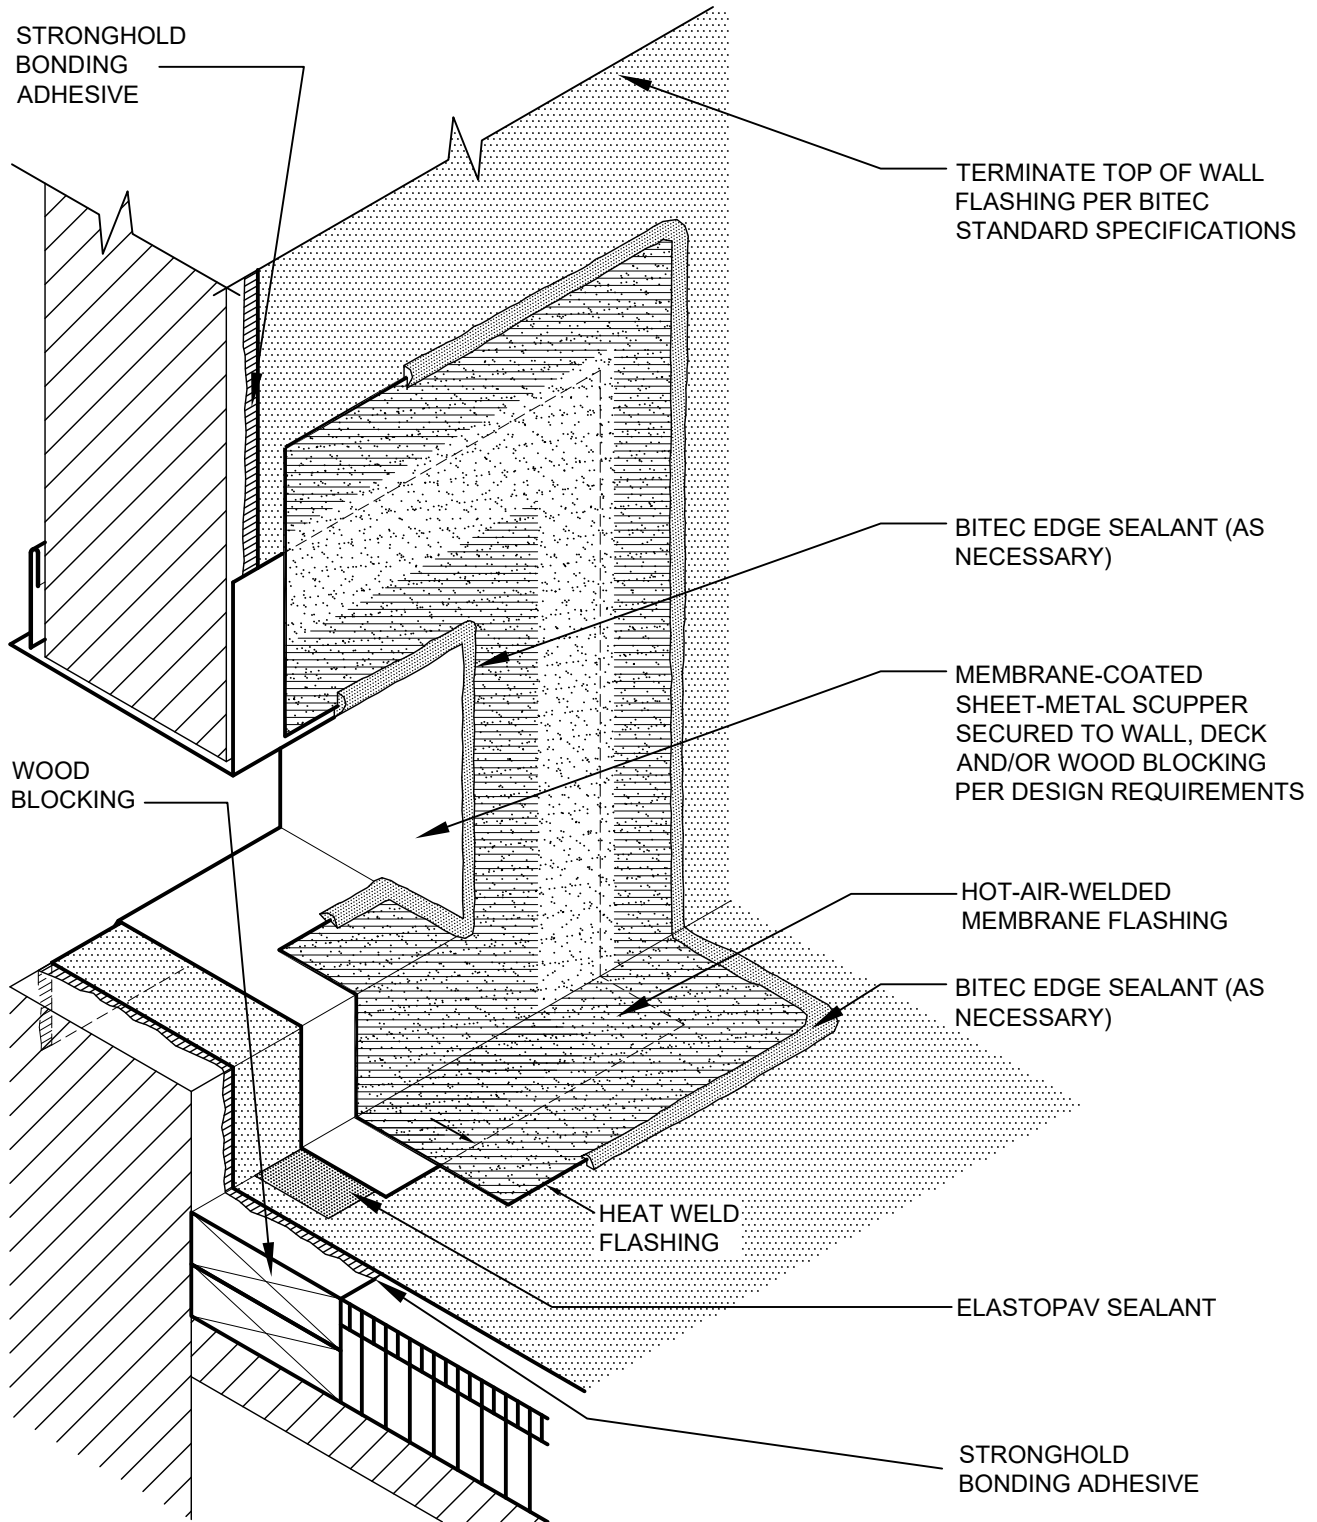 STRONGHOLD
BONDING
ADHESIVE
TERMINATE TOP OF WALL
FLASHING PER BITEC
STANDARD SPECIFICATIONS
BITEC EDGE SEALANT (AS
NECESSARY)
MEMBRANE-COATED
SHEET-METAL SCUPPER
SECURED TO WALL, DECK
AND/OR WOOD BLOCKING
PER DESIGN REQUIREMENTS
WOOD
BLOCKING
HOT-AIR-WELDED
MEMBRANE FLASHING
BITEC EDGE SEALANT (AS
NECESSARY)
HEAT WELD
FLASHING
ELASTOPAV SEALANT
STRONGHOLD
BONDING ADHESIVE